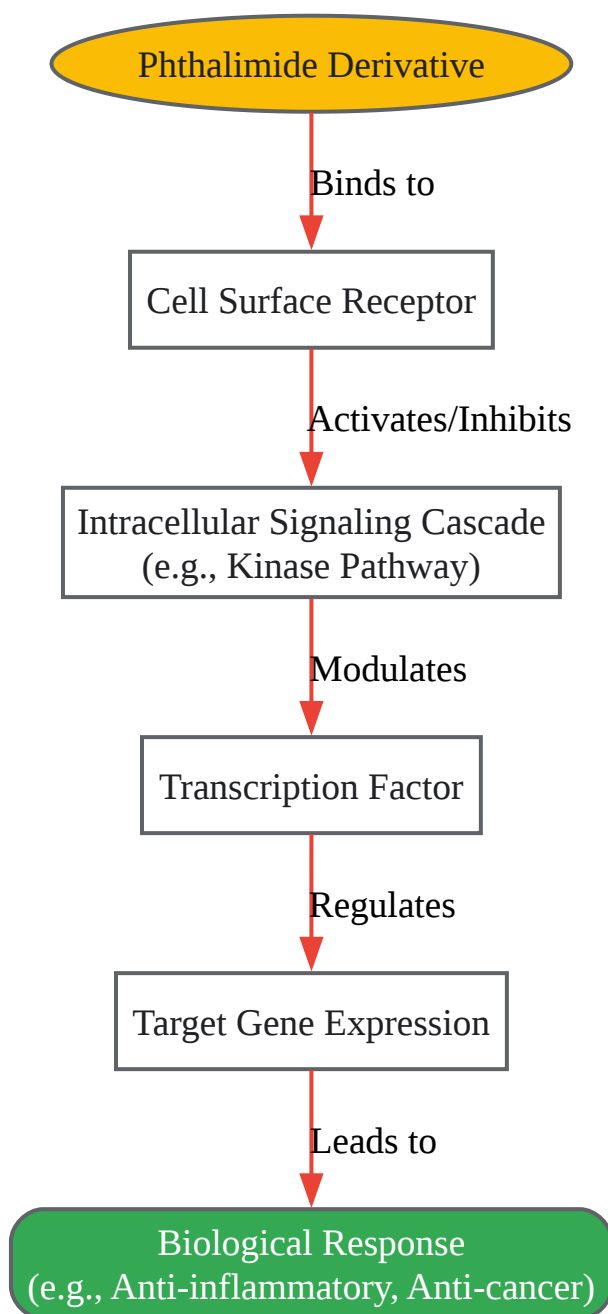 Phthalimide Derivative
Binds to
Cell Surface Receptor
Activates/Inhibits
Intracellular Signaling Cascade
(e.g., Kinase Pathway)
Modulates
Transcription Factor
Regulates
Target Gene Expression
Leads to
Biological Response
(e.g., Anti-inflammatory, Anti-cancer)